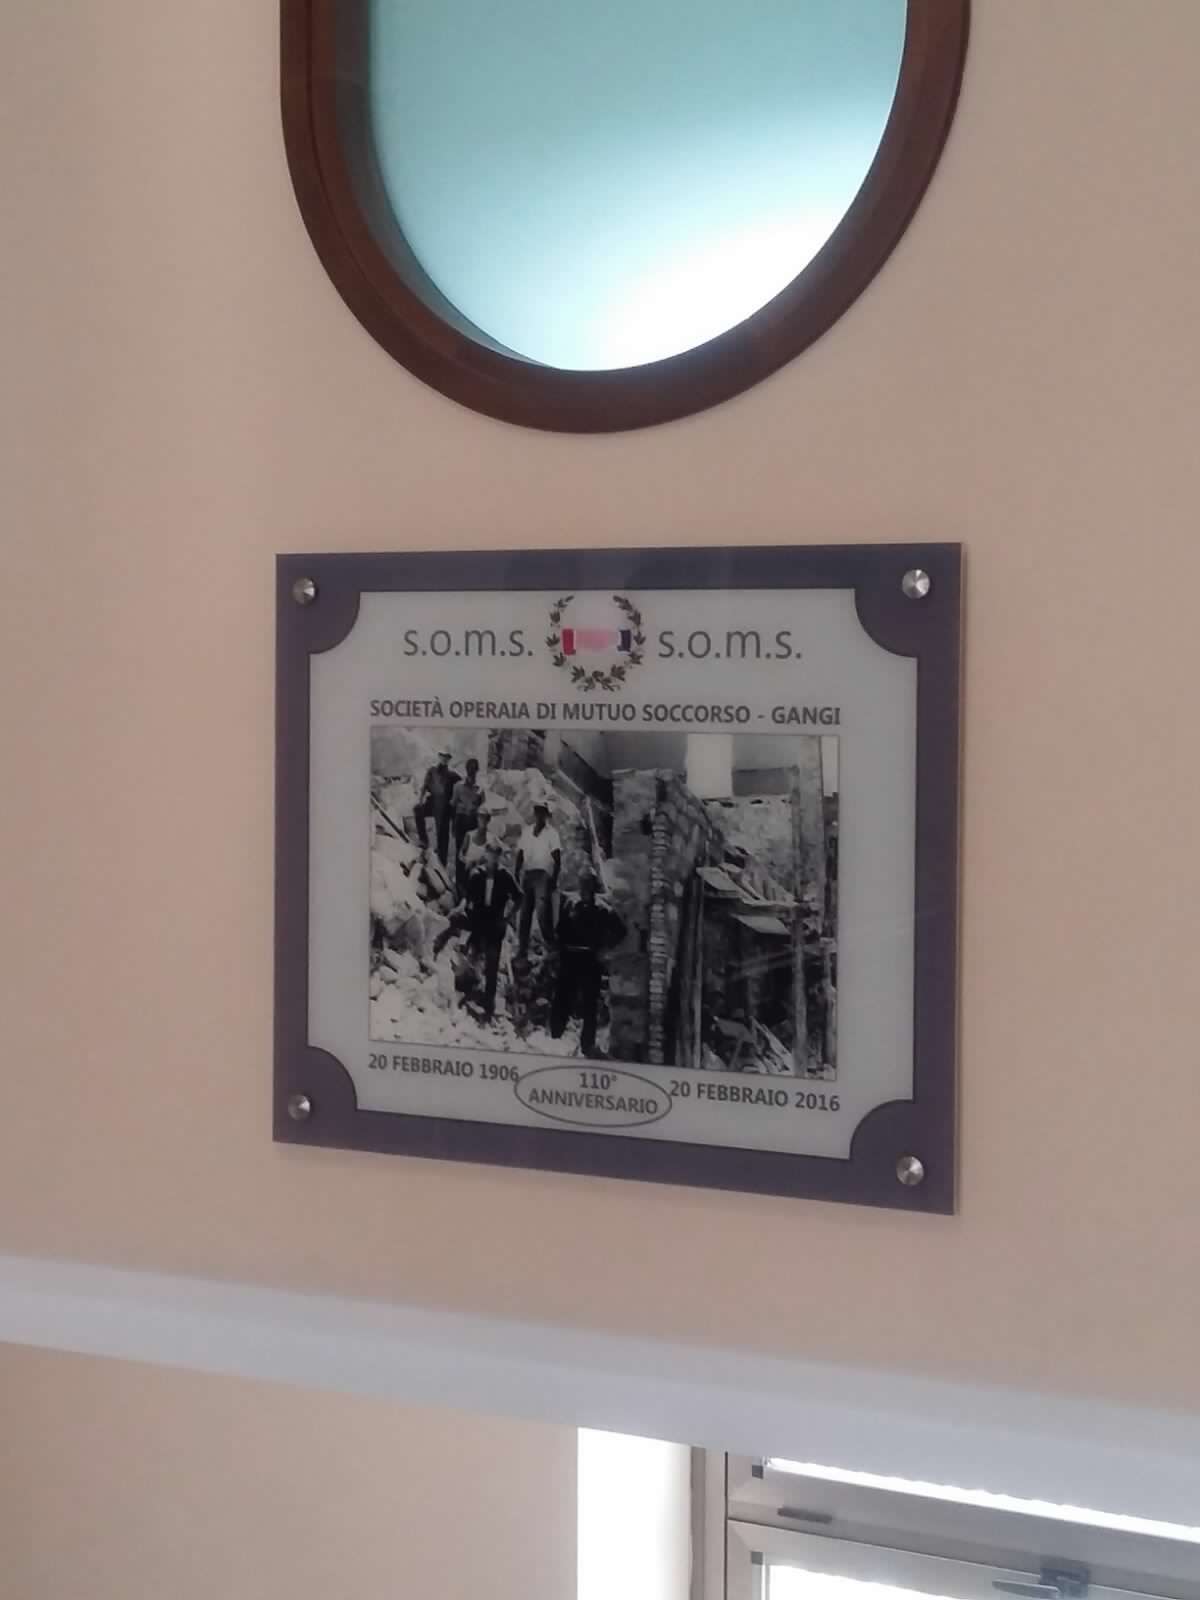 s.o.m.s. s.o.m.s.
SOCIETÀ OPERAIA DI MUTUO SOCCORSO - GANGI
20 FEBBRAIO 1906
110° ANNIVERSARIO
20 FEBBRAIO 2016